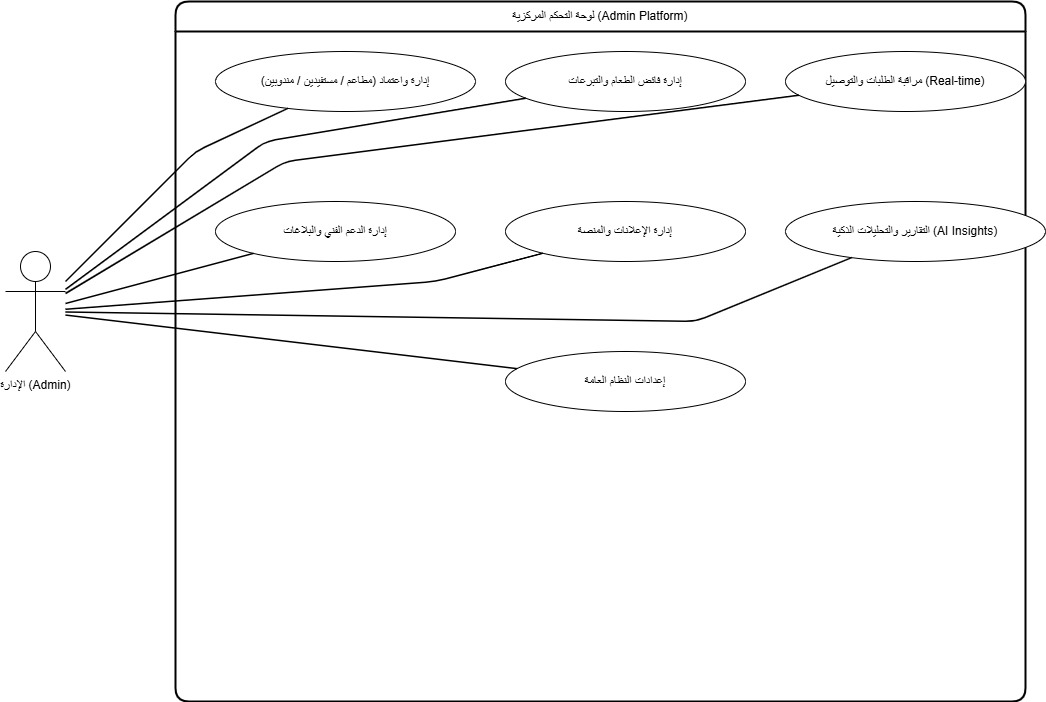 لوحة التحكم المركزية (Admin Platform)
إدارة واعتماد (مطاعم / مستفيدين / مندوبين)
إدارة فائض الطعام والتبرعات
مراقبة الطلبات والتوصيل (Real-time)
إدارة الدعم الفني والبلاغات
إدارة الإعلانات والمنصة
التقارير والتحليلات الذكية (AI Insights)
إعدادات النظام العامة
الإدارة (Admin)